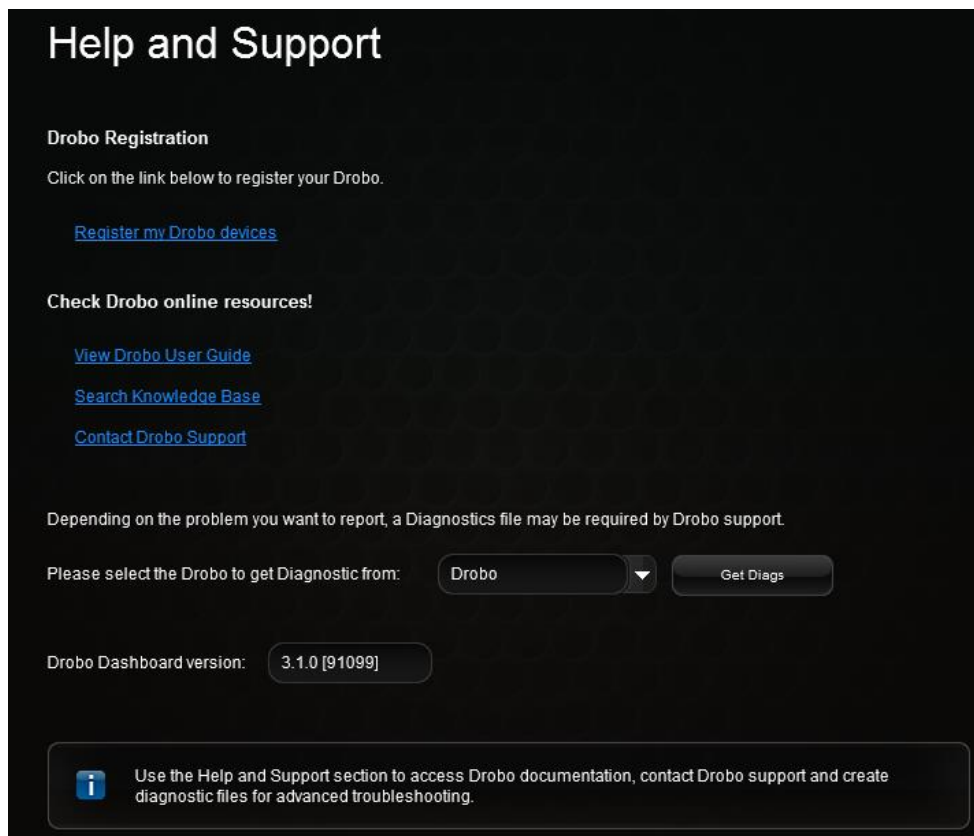 Help and Support
Drobo Registration
Click on the link below to register your Drobo.
Register my Drobo devices
Check Drobo online resources!
View Drobo User Guide
Search Knowledge Base
Contact Drobo Support
Depending on the problem you want to report, a Diagnostics file may be required by Drobo support.
Please select the Drobo to get Diagnostic from: Drobo Get Diags
Drobo Dashboard version: 3.1.0 [91099]
Use the Help and Support section to access Drobo documentation, contact Drobo support and create
diagnostic files for advanced troubleshooting.